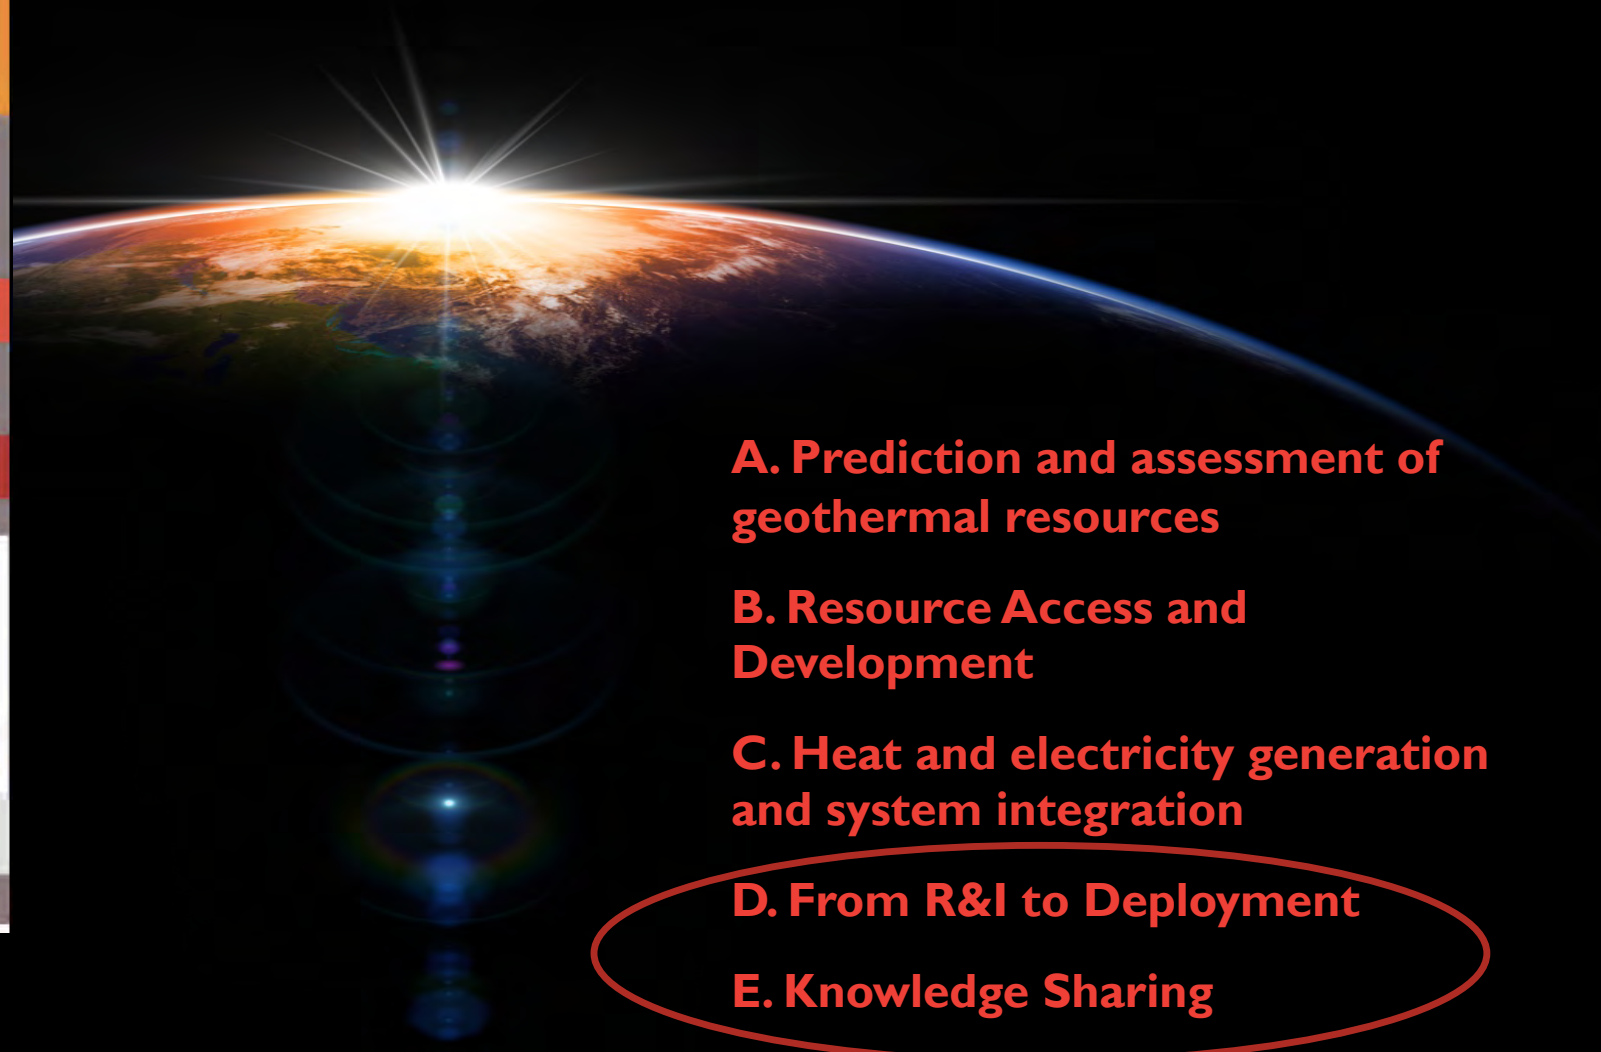 A. Prediction and assessment of
geothermal resources
B. Resource Access and
Development
C. Heat and electricity generation
and system integration
D. From R&I to Deployment
E. Knowledge Sharing